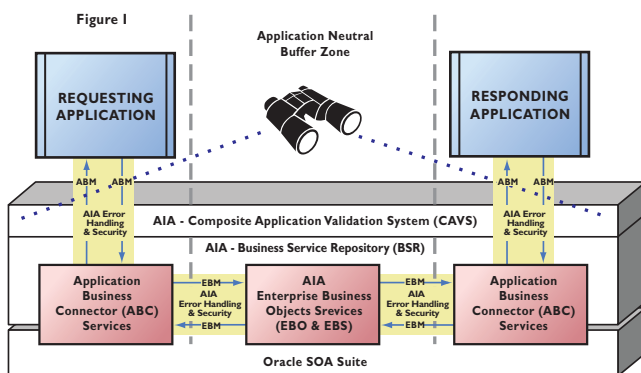 Figure 1
Application Neutral
Buffer Zone
REQUESTING
APPLICATION
RESPONDING
APPLICATION
ABM
ABM
AIA Error
Handling
& Security
ABM
ABM
AIA Error
Handling
& Security
AIA - Composite Application Validation System (CAVS)
AIA - Business Service Repository (BSR)
Application
Business
Connector (ABC)
Services
EBM
AIA
Error Handling
& Security
EBM
AIA
Enterprise Business
Objects Srevices
(EBO & EBS)
EBM
AIA
Error Handling
& Security
EBM
Application
Business
Connector (ABC)
Services
Oracle SOA Suite